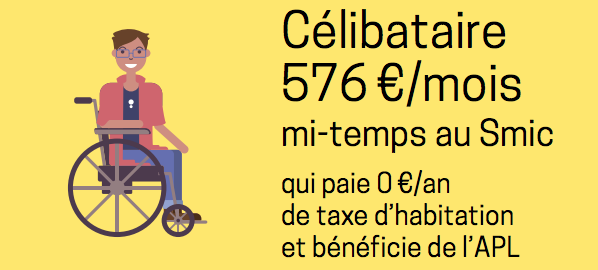 Célibataire
576 €/mois
mi-temps au Smic
qui paie 0 €/an
de taxe d'habitation
et bénéficie de l'APL